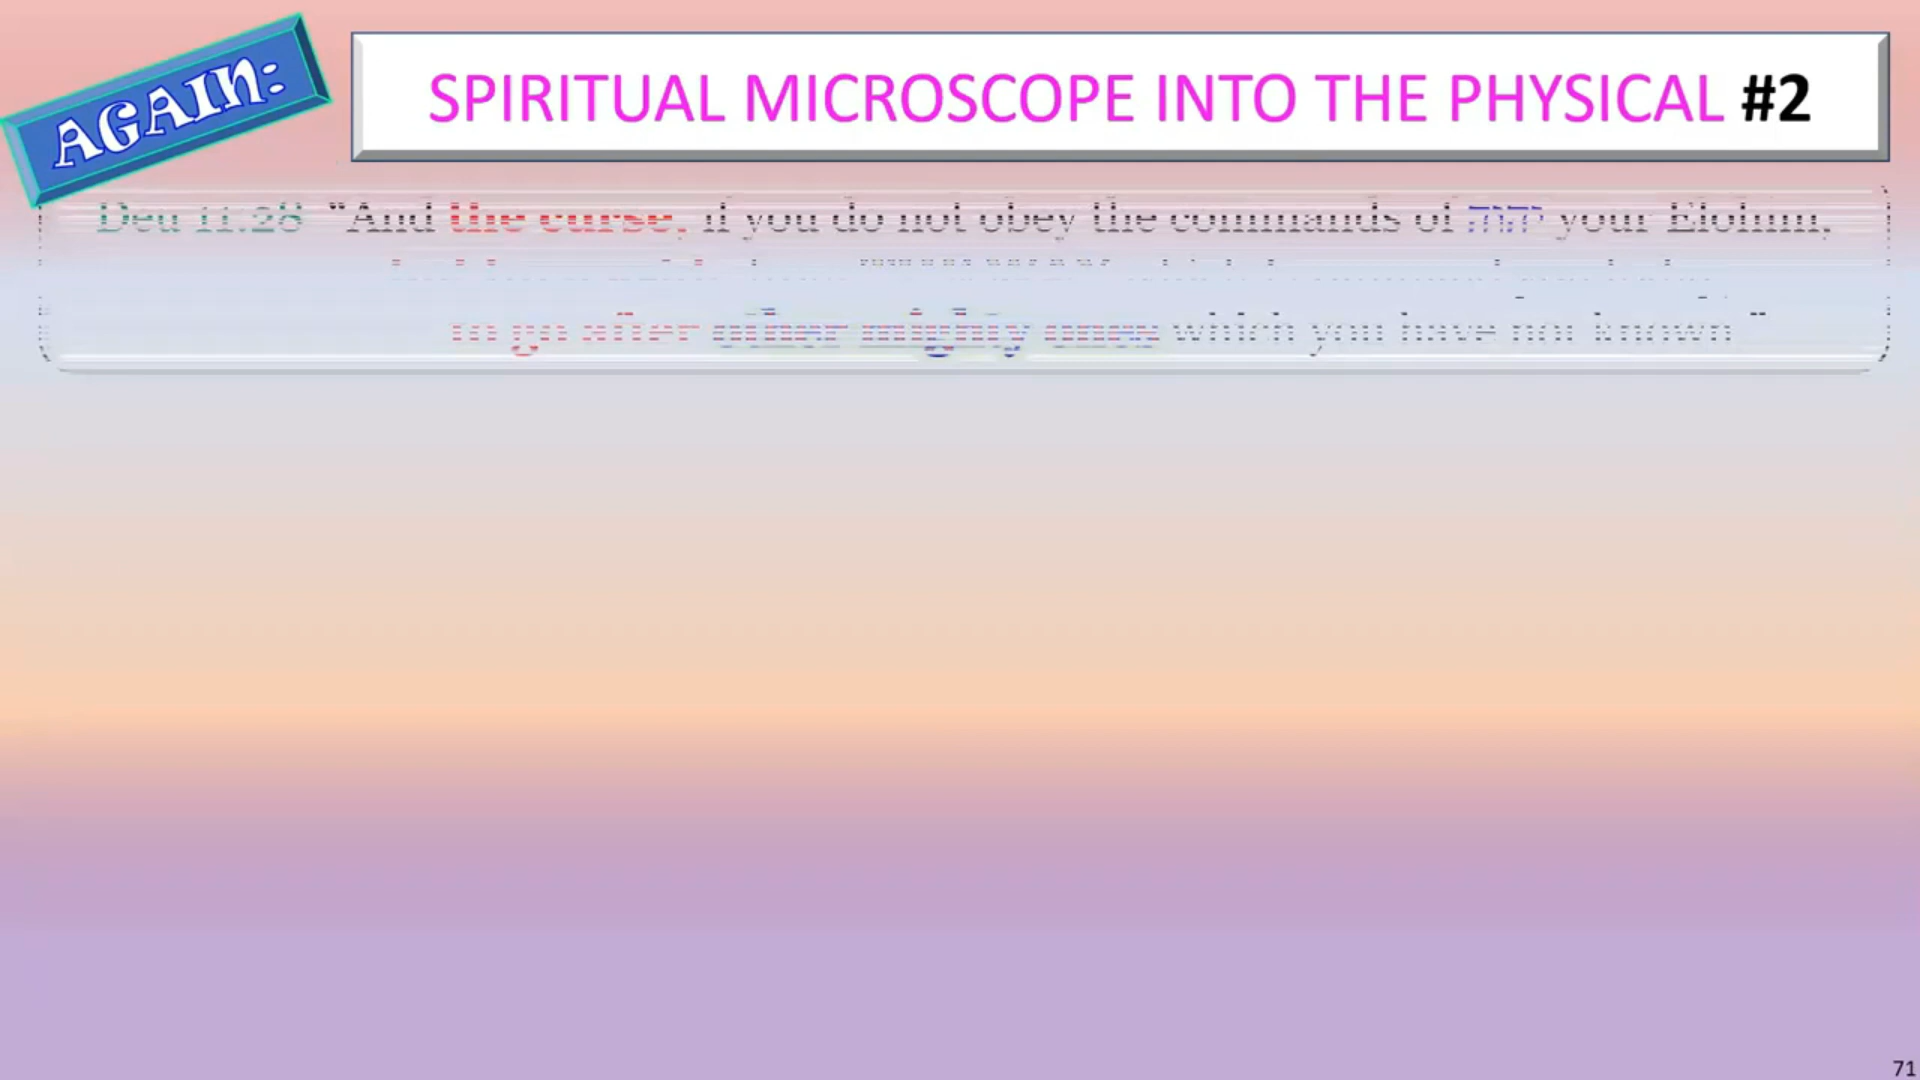 AGAIN:
SPIRITUAL MICROSCOPE INTO THE PHYSICAL #2
Deu 11:28 "And the curse, if you do not obey the commands of יהוה your Elohim,
to go after other mighty ones which you have not known."
71